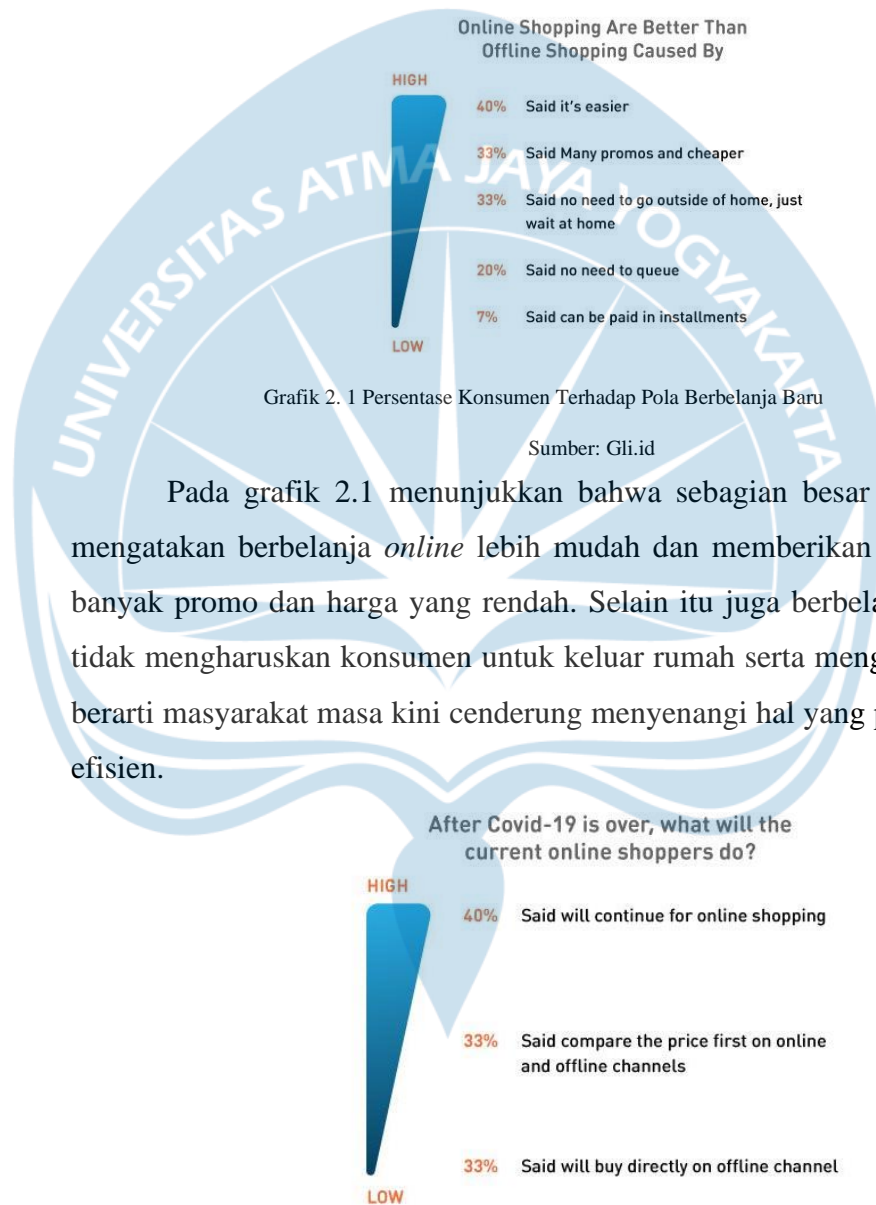 Online Shopping Are Better Than
Offline Shopping Caused By
HIGH
40% Said it's easier
33% Said Many promos and cheaper
33% Said no need to go outside of home, just
wait at home
20% Said no need to queue
7% Said can be paid in installments
LOW
UNIVERSITAS ATMA JAYA YOGYAKARTA
Grafik 2. 1 Persentase Konsumen Terhadap Pola Berbelanja Baru
Sumber: Gli.id
Pada grafik 2.1 menunjukkan bahwa sebagian besar
mengatakan berbelanja online lebih mudah dan memberikan
banyak promo dan harga yang rendah. Selain itu juga
tidak mengharuskan konsumen untuk keluar rumah serta
berarti masyarakat masa kini cenderung menyenangi hal yang
efisien.
After Covid-19 is over, what will the
current online shoppers do?
HIGH
40% Said will continue for online shopping
33% Said compare the price first on online
and offline channels
33% Said will buy directly on offline channel
LOW